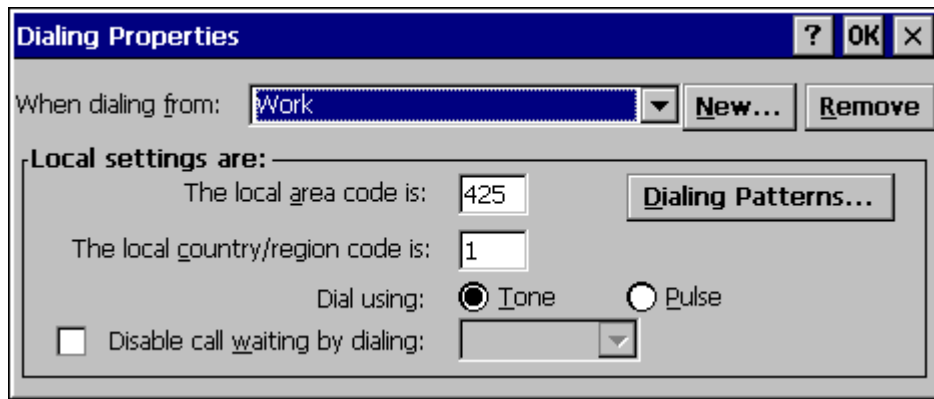 Dialing Properties ? OK ×
When dialing from: Work New... Remove
Local settings are:
The local area code is: 425 Dialing Patterns...
The local country/region code is: 1
Dial using: Tone Pulse
Disable call waiting by dialing: